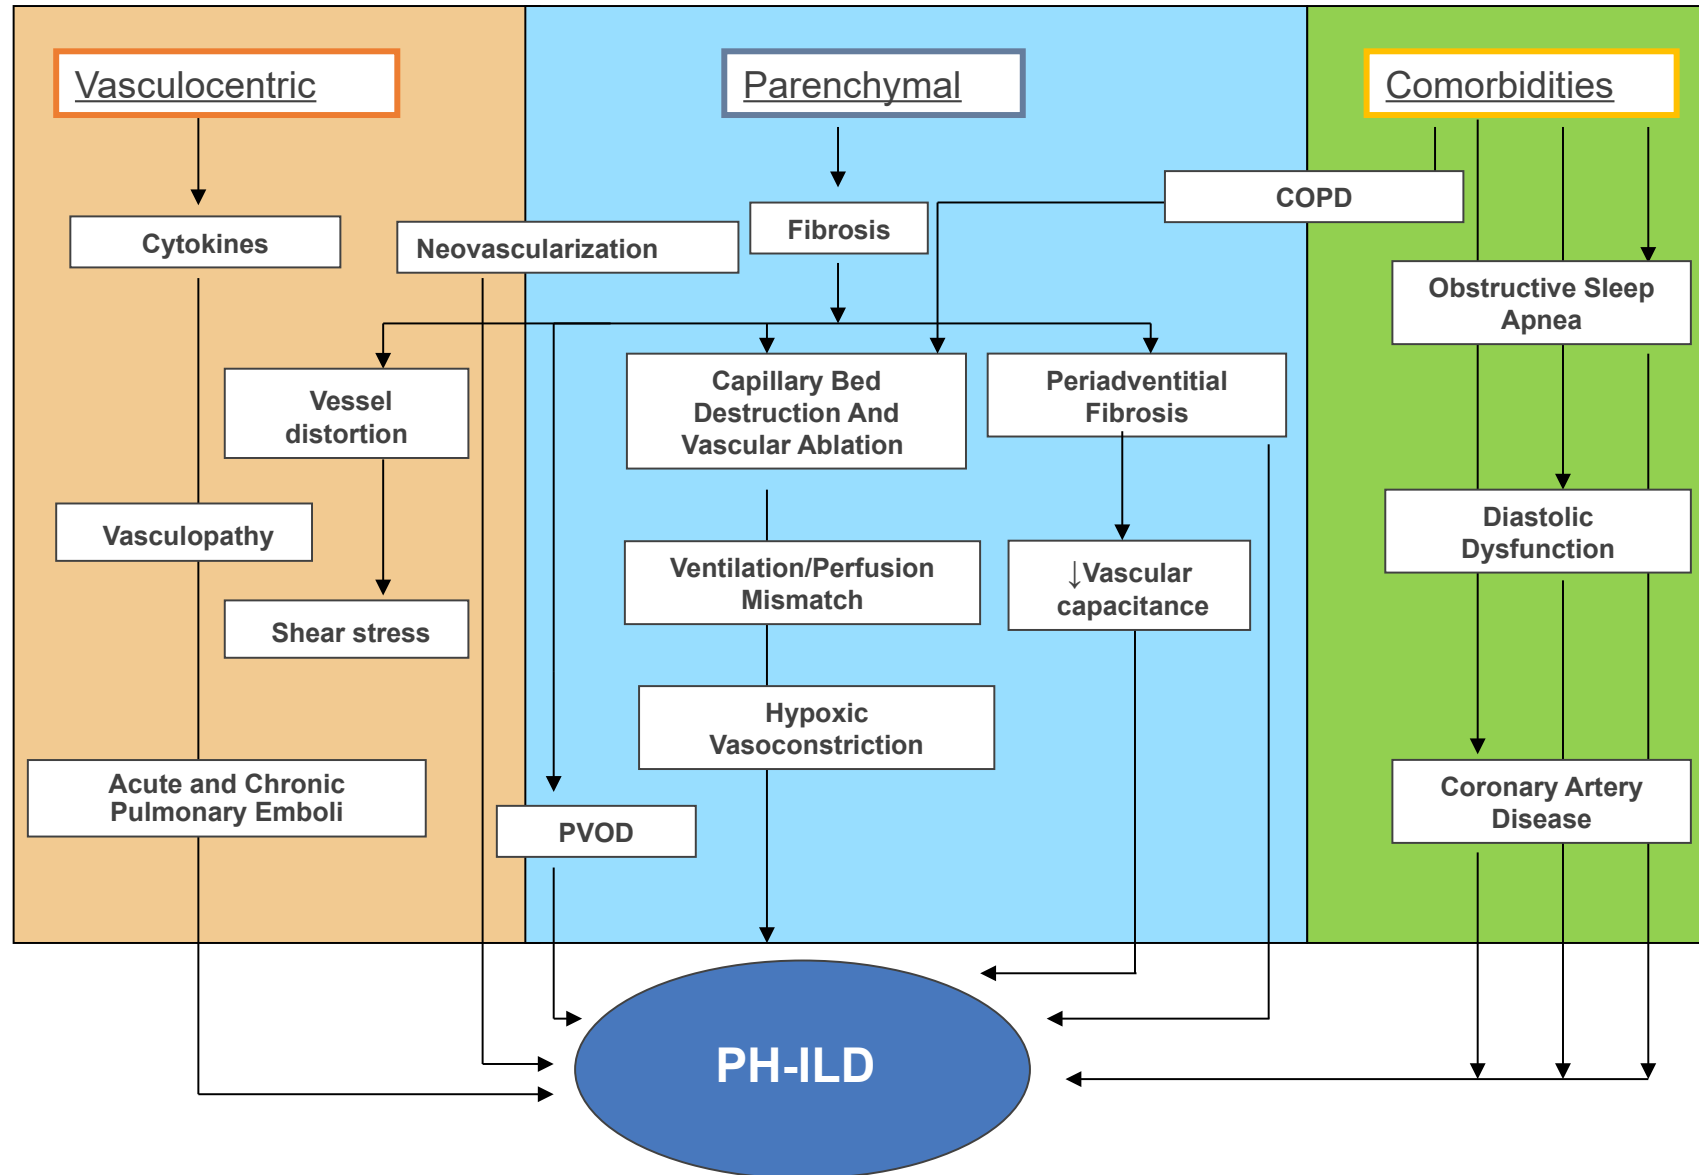 Vasculocentric
Parenchymal
Comorbidities
COPD
Cytokines
Neovascularization
Fibrosis
Obstructive Sleep
Apnea
Vessel
distortion
Capillary Bed
Destruction And
Vascular Ablation
Periadventitial
Fibrosis
Vasculopathy
Diastolic
Dysfunction
Ventilation/Perfusion
Mismatch
↓Vascular
capacitance
Shear stress
Hypoxic
Vasoconstriction
Acute and Chronic
Pulmonary Emboli
Coronary Artery
Disease
PVOD
PH-ILD